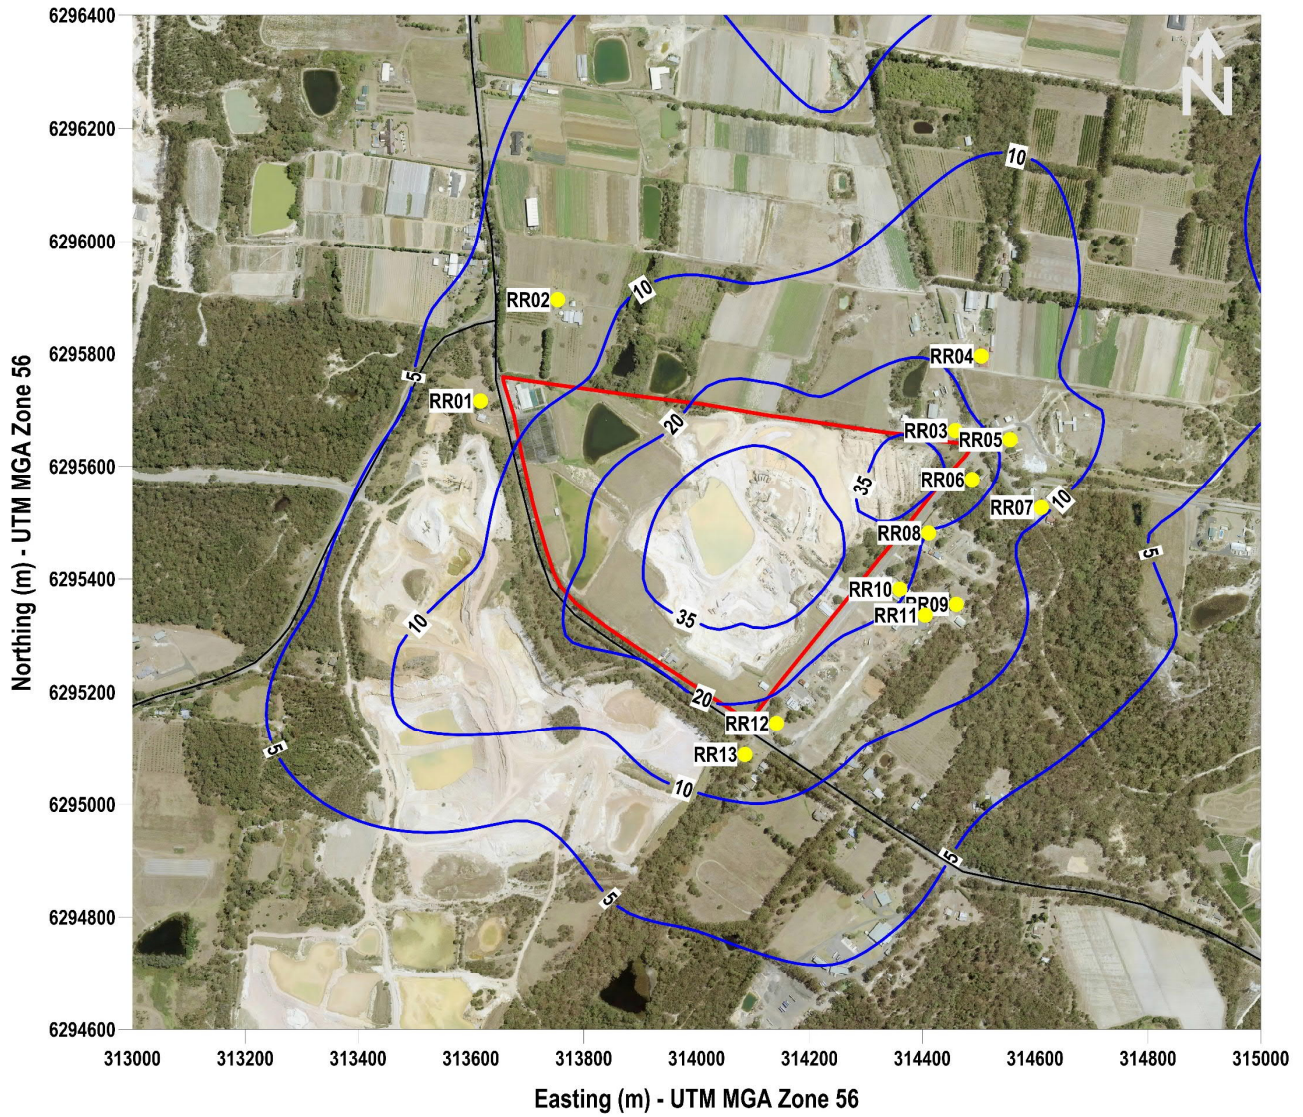 6296400
6296200
6296000
6295800
6295600
6295400
6295200
6295000
6294800
6294600
Northing (m) - UTM MGA Zone 56
N
10
10
RR02
RR04
5
RR01
20
RR03
RR05
35
RR06
RR07
10
RR08
5
RR10
RR09
RR11
35
10
20
RR12
5
RR13
10
5
5
313000 313200 313400 313600 313800 314000 314200 314400 314600 314800 315000
Easting (m) - UTM MGA Zone 56